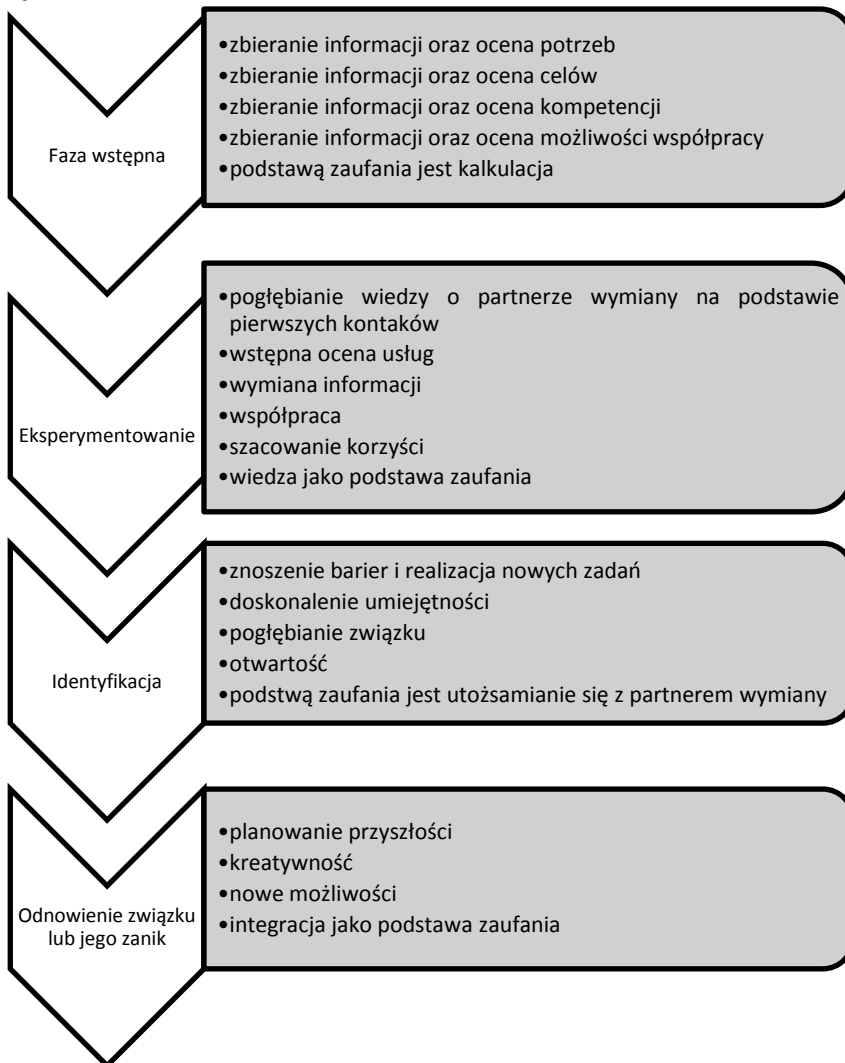 Faza wstępna
•zbieranie informacji oraz ocena potrzeb
•zbieranie informacji oraz ocena celów
•zbieranie informacji oraz ocena kompetencji
•zbieranie informacji oraz ocena możliwości współpracy
•podstawą zaufania jest kalkulacja
Eksperymentowanie
•pogłębianie wiedzy o partnerze wymiany na podstawie
pierwszych kontaków
•wstępna ocena usług
•wymiana informacji
•współpraca
•szacowanie korzyści
•wiedza jako podstawa zaufania
Identyfikacja
•znoszenie barier i realizacja nowych zadań
•doskonalenie umiejętności
•pogłębianie związku
•otwartość
•podstwą zaufania jest utożsamianie się z partnerem wymiany
Odnowienie związku
lub jego zanik
•planowanie przyszłości
•kreatywność
•nowe możliwości
•integracja jako podstawa zaufania